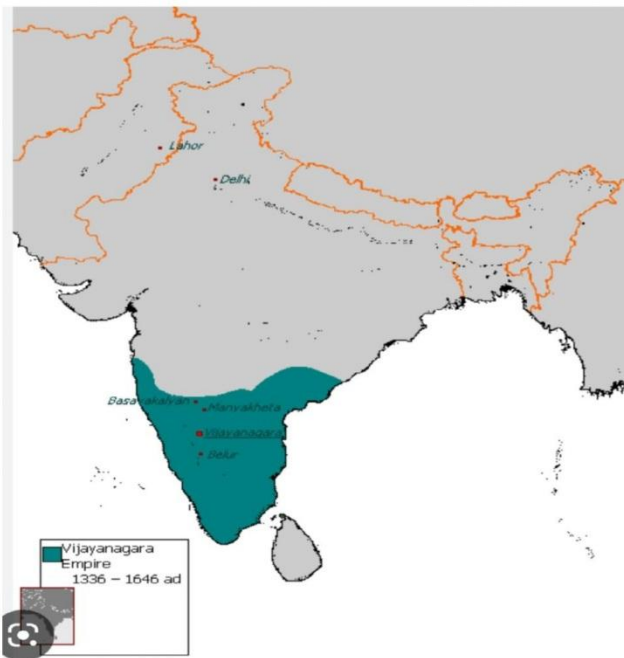 Lahor
Delhi
Basavakalyan
Manyakheta
Vijayanagara
Belur
Vijayanagara
Empire
1336 – 1646 ad